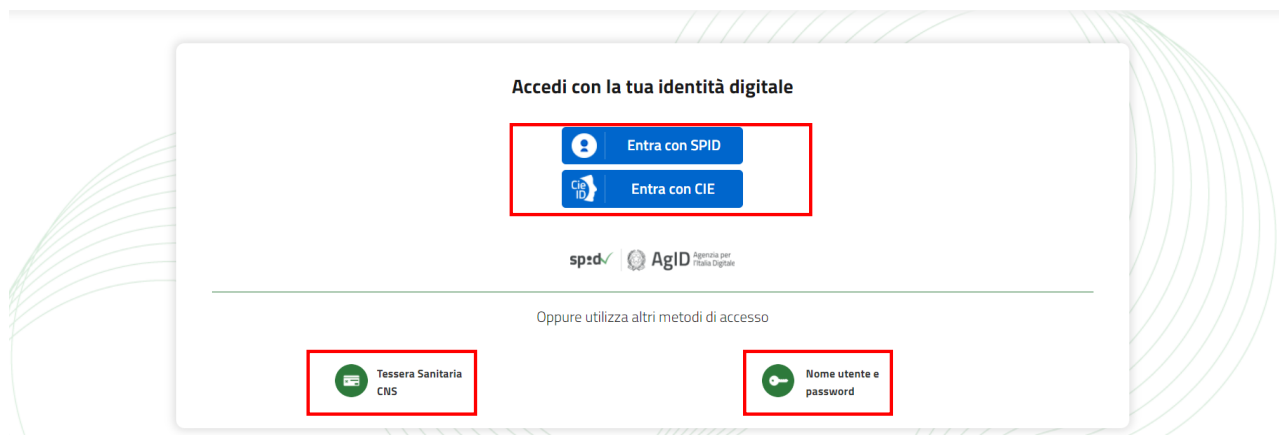 Accedi con la tua identità digitale
Entra con SPID
Cie
ID
Entra con CIE
spid
AgID
Agenzia per
l'Italia Digitale
Oppure utilizza altri metodi di accesso
Tessera Sanitaria
CNS
Nome utente e
password